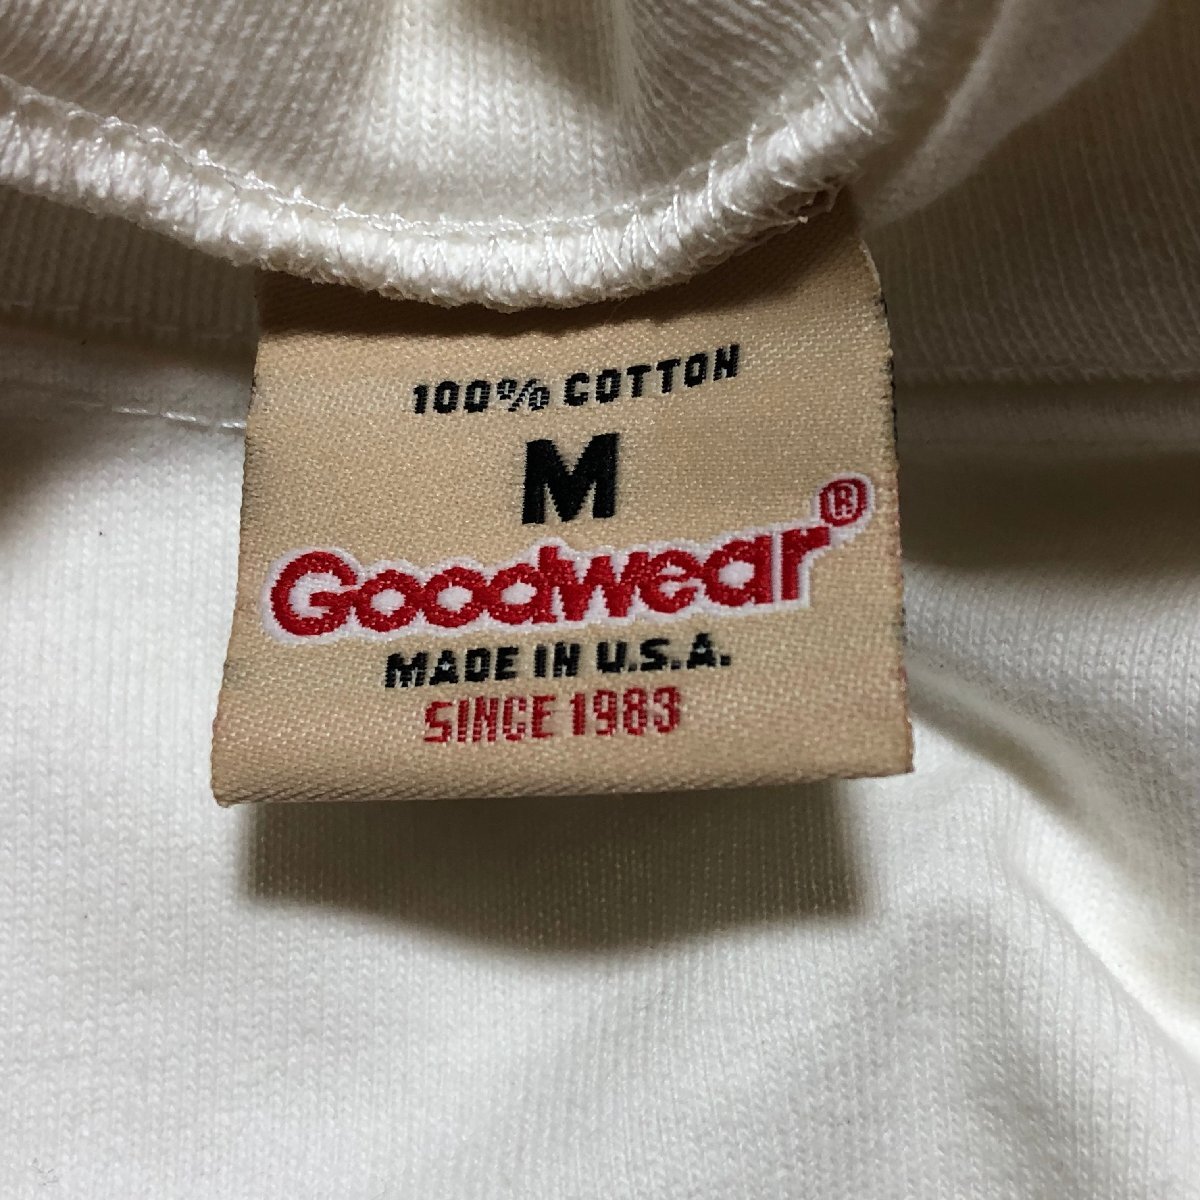 100% COTTON
M
Goodwear®
MADE IN U.S.A.
SINCE 1983